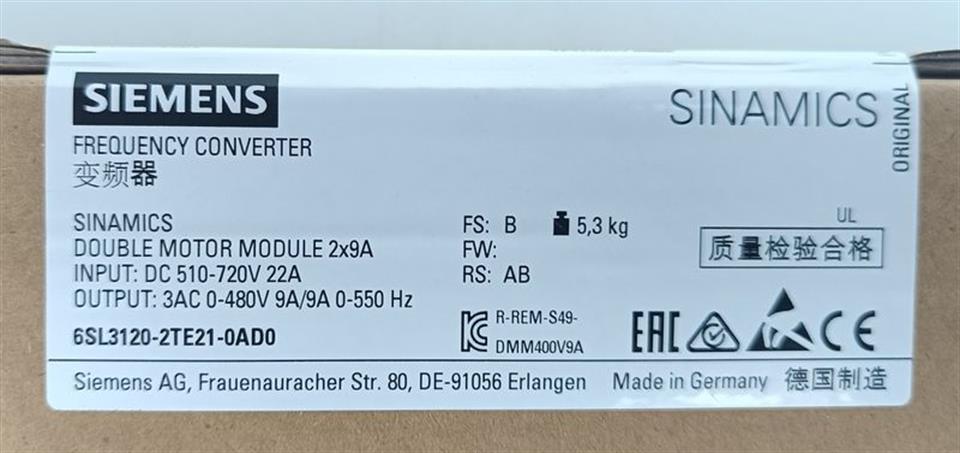 SIEMENS
SINAMICS
ORIGINAL
FREQUENCY CONVERTER
变频器
SINAMICS
DOUBLE MOTOR MODULE 2x9A
INPUT: DC 510-720V 22A
OUTPUT: 3AC 0-480V 9A/9A 0-550 Hz
6SL3120-2TE21-0AD0
FS: B 5,3 kg
FW:
RS: AB
UL
质量检验合格
R-REM-S49-
DMM400V9A
EAC CE
Siemens AG, Frauenauracher Str. 80, DE-91056 Erlangen Made in Germany 德国制造